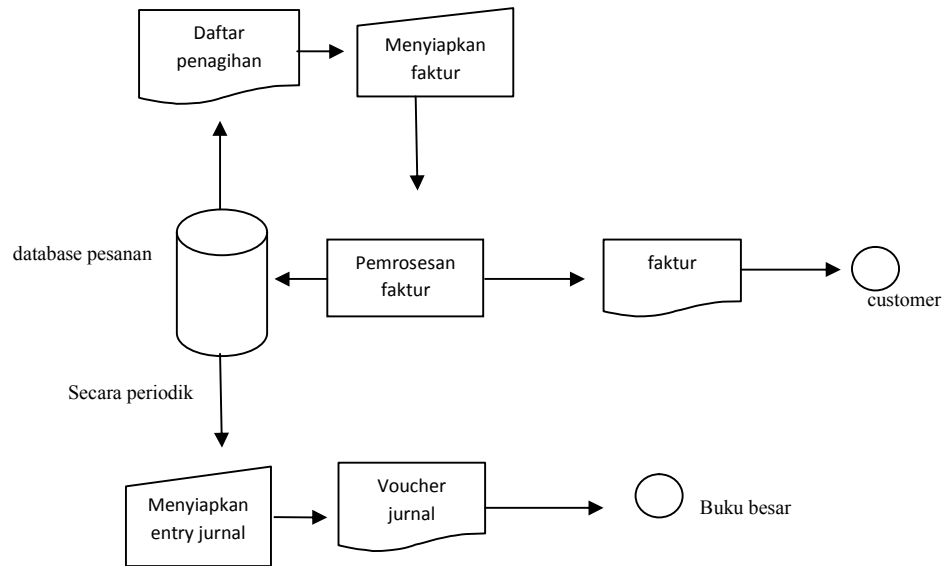 Daftar
penagihan
Menyiapkan
faktur
database pesanan
Pemrosesan
faktur
faktur
customer
Secara periodik
Menyiapkan
entry jurnal
Voucher
jurnal
Buku besar